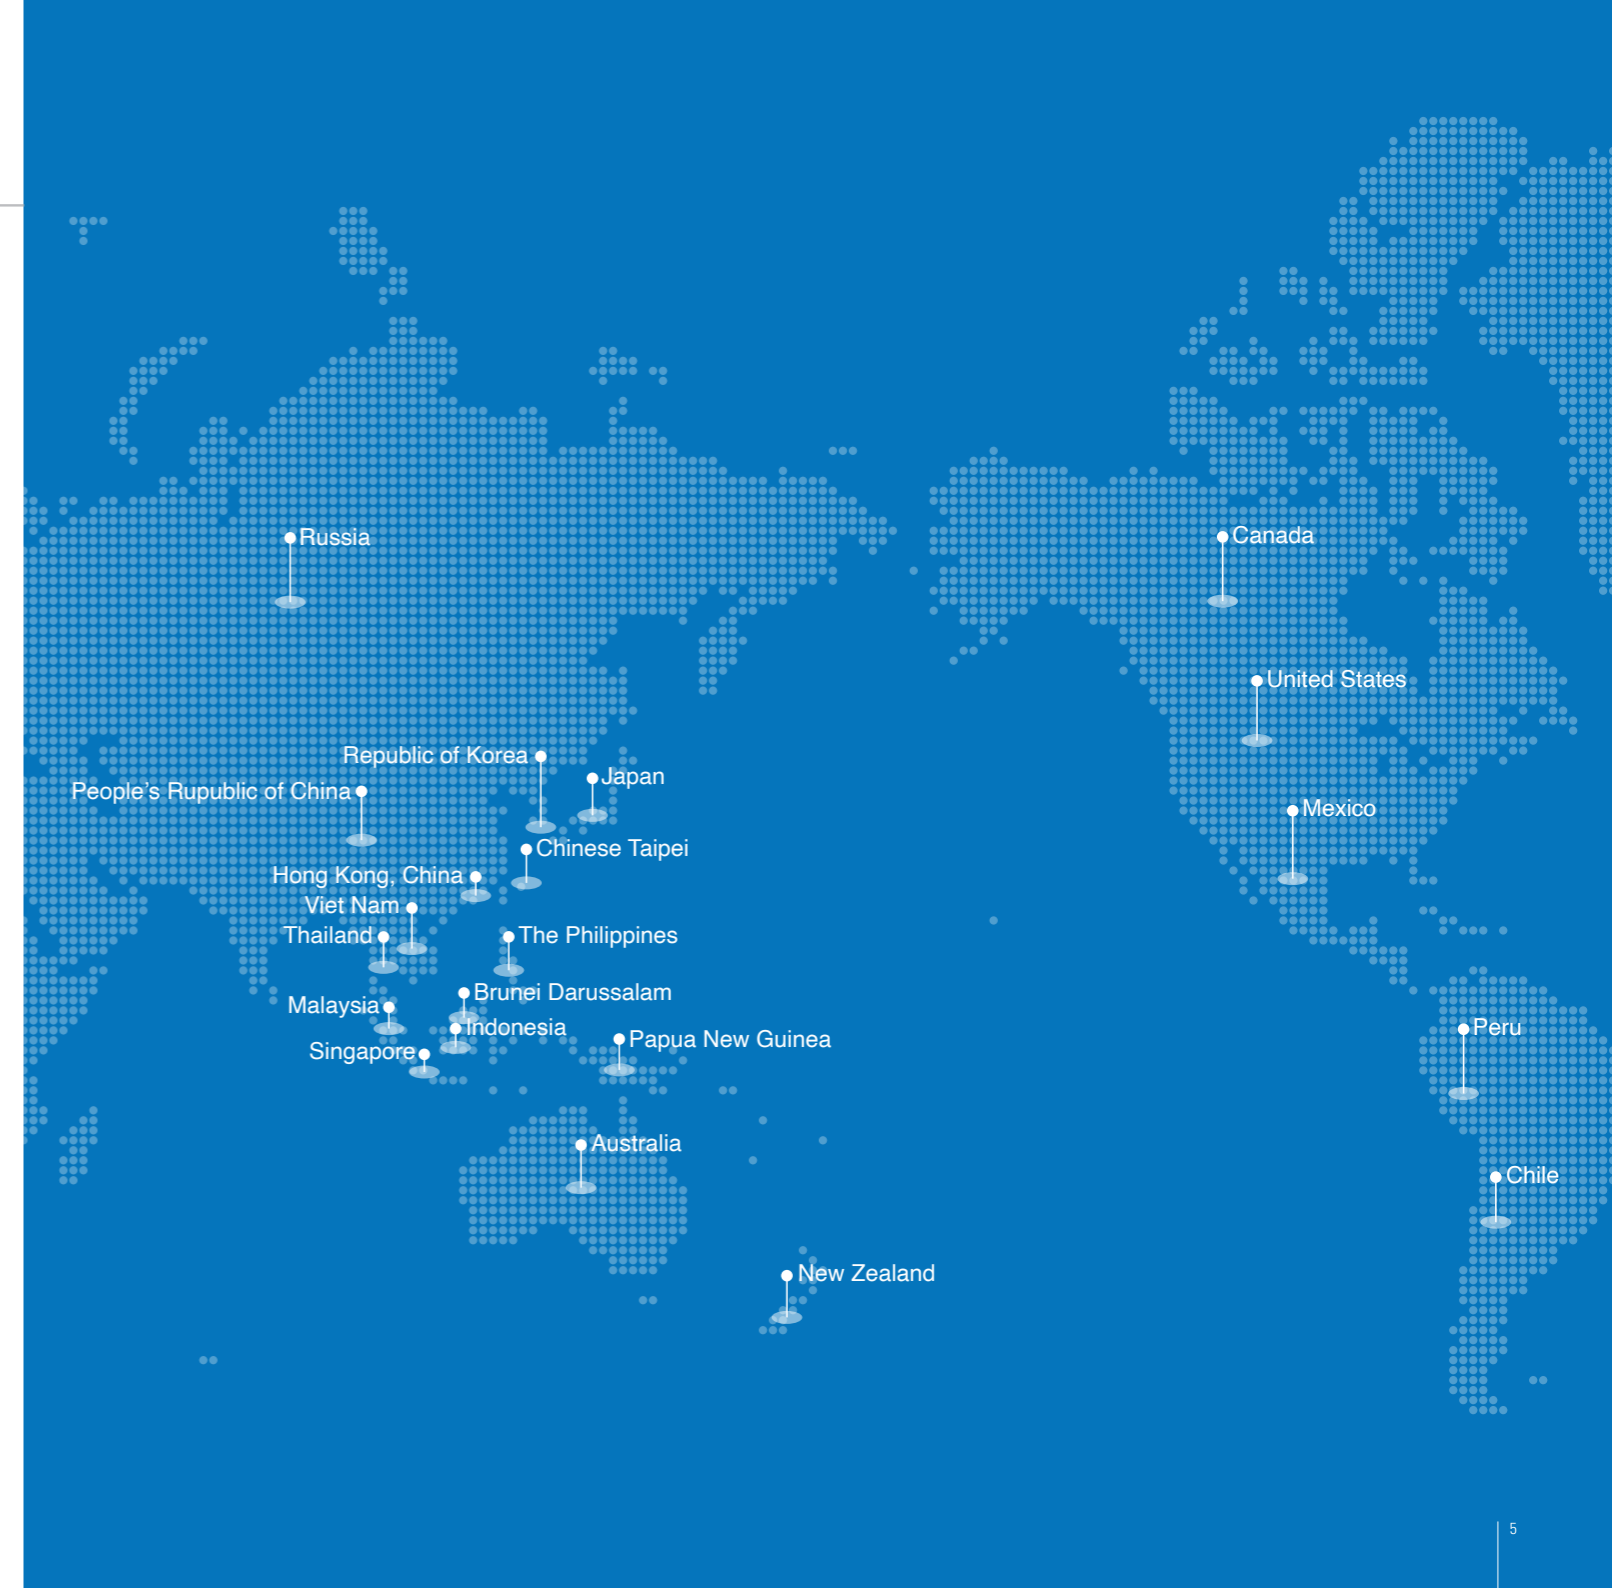 Russia
Canada
United States
Republic of Korea
Japan
People's Rupublic of China
Mexico
Chinese Taipei
Hong Kong, China
Viet Nam
Thailand
The Philippines
Brunei Darussalam
Malaysia
Indonesia
Peru
Papua New Guinea
Singapore
Australia
Chile
New Zealand
5